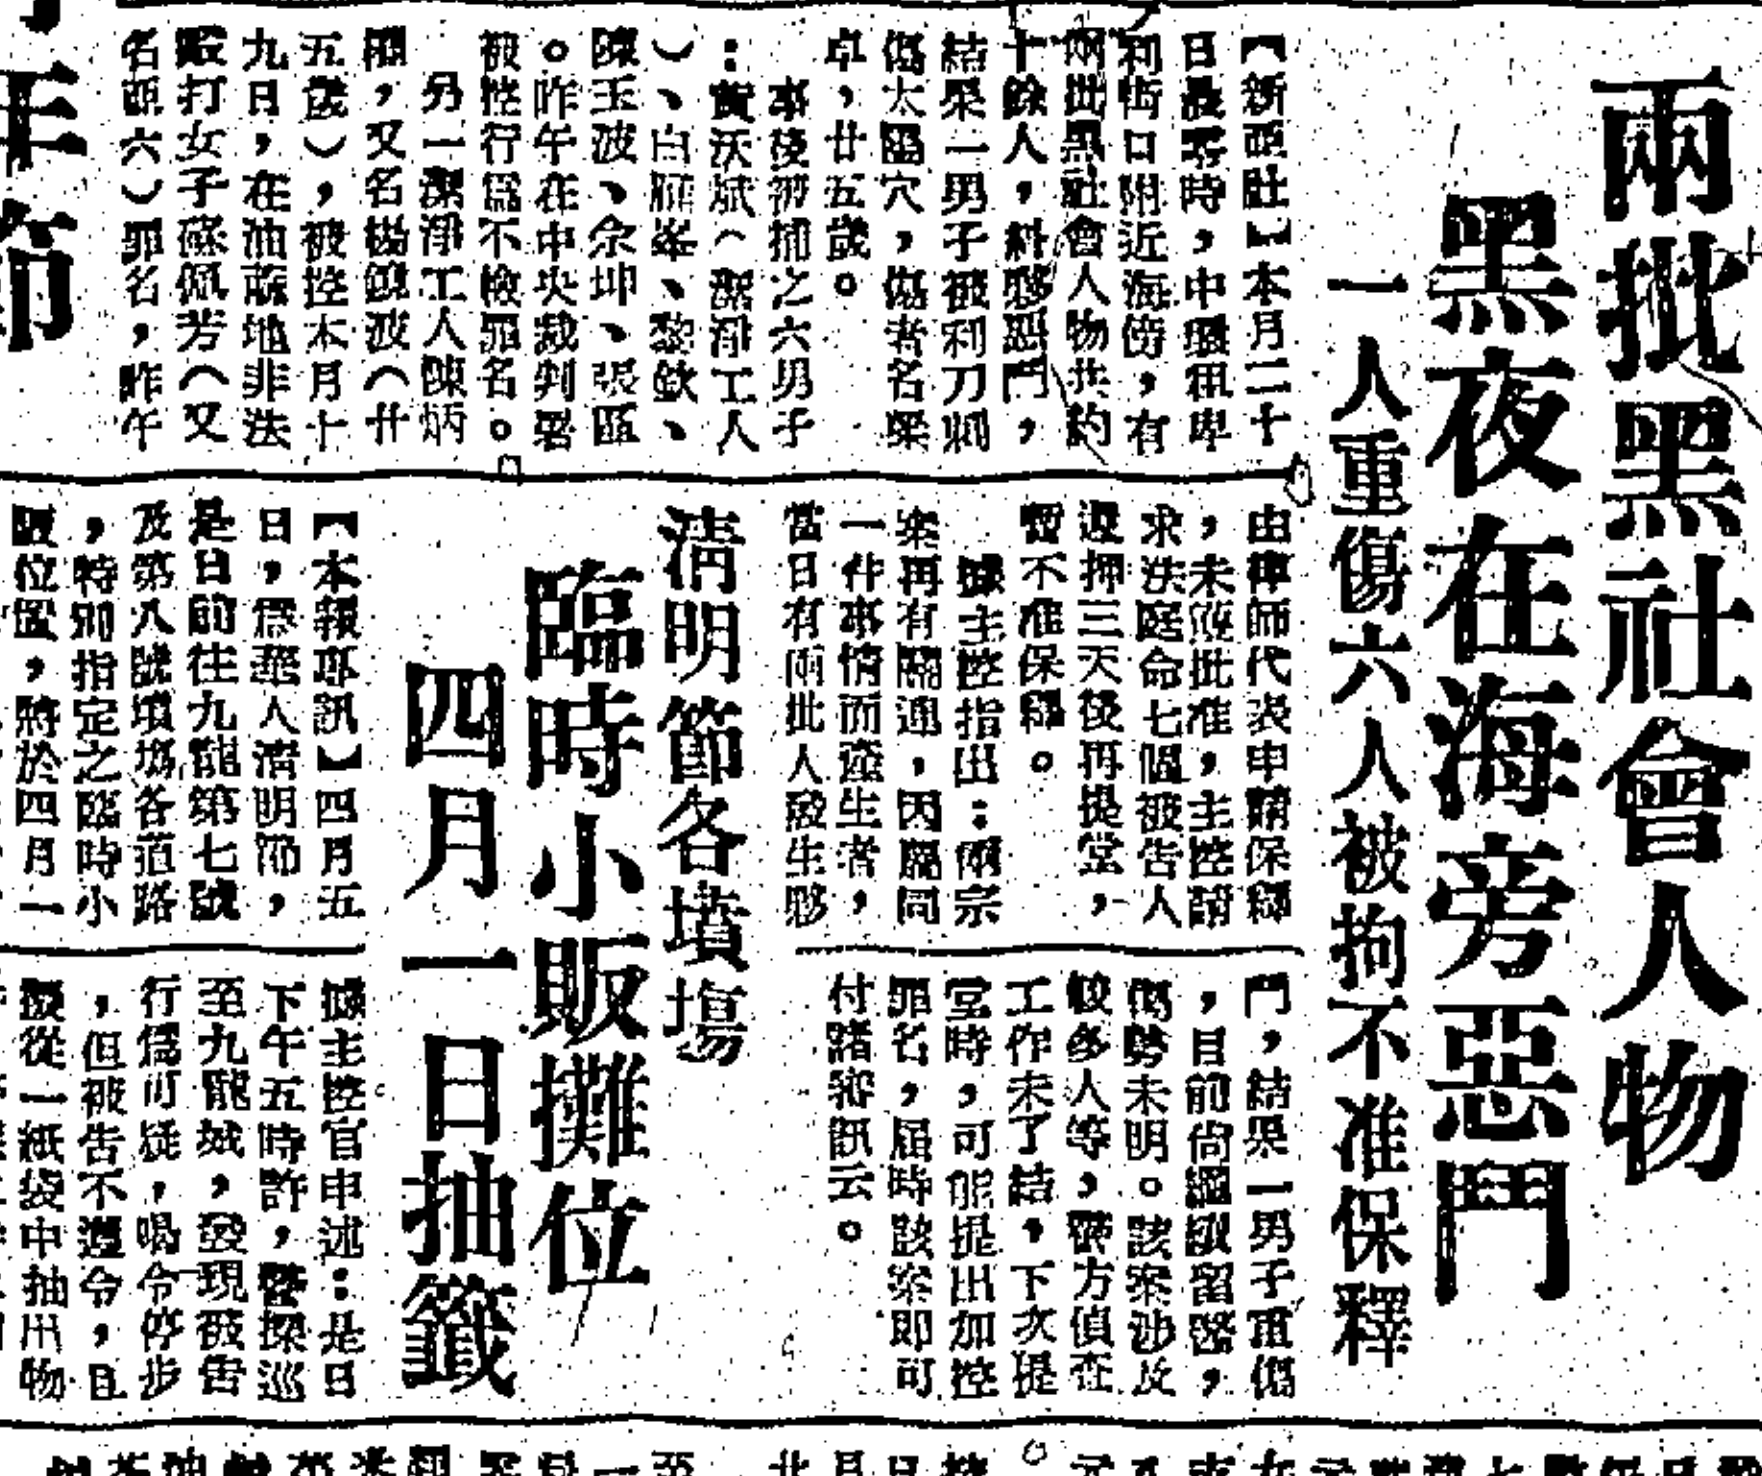 兩批黑社會人物
黑夜在海旁惡鬥
一人重傷六人被拘不准保釋
【新亞社】本月二十
日晨零時，中環租卑
利街口附近海傍，有
兩批黑社會人物共約
十餘人，糾夥惡鬥，
結果一男子被利刀刺
傷太陽穴，傷者名梁
卓，廿五歲。
事後被捕之六男子
：黃沃斌（潔淨工人
）、白
、黎欽、
陳玉波、余坤、張區
。昨午在中央裁判署
被控行為不檢罪名。
另一潔淨工人陳炳
，又名楊鏡波（廿
五歲），被控本月十
九日，在油蔴地非法
毆打女子蘇佩芳（又
名亞六）罪名，昨午
由律師代表申請保釋
，未獲批准，主控請
求法庭命七個被告人
還押三天後再提堂，
暫不准保釋。
據主控指出：兩宗
案再有關連，因屬同
一件事情而產生者，
當日有兩批人發生夥
鬥，結果一男子重傷
，目前尚繼續留醫，
傷勢未明。該案涉及
較多人等，警方偵查
工作未了結，下次提
堂時，可能提出加控
罪名，屆時該案即可
付諸審訊云。
清明節各墳塲
臨時小販攤位
四月一日抽籤
【本報專訊】四月五
日，為華人清明節，
是日前往九龍第七號
及第八號墳塲各道路
，特別指定之臨時小
販位置，將於四月一
據主控官申述：是日
下午五時許，警探巡
至九龍城，發現被告
行為可疑，喝令停步
，但被告不遵令，且
擬從一紙袋中抽出物
年節